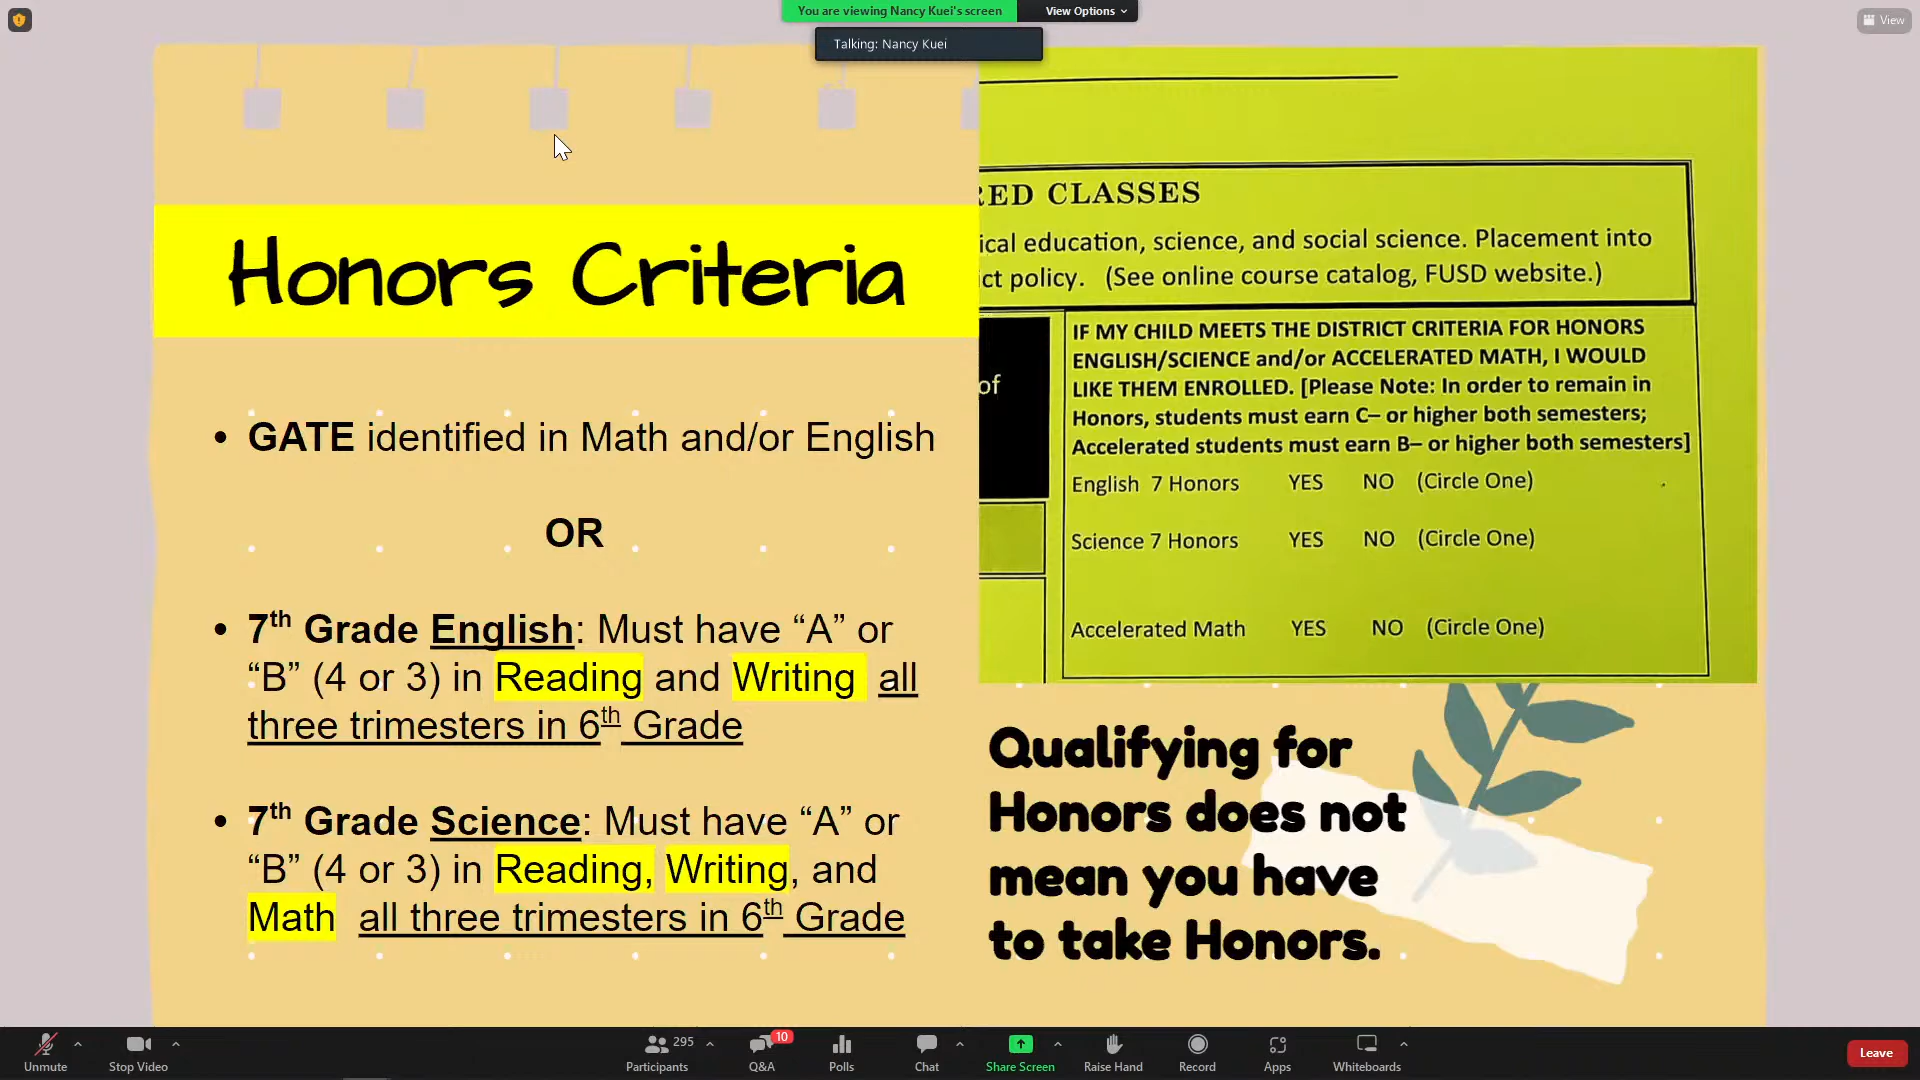 You are viewing Nancy Kuei's screen
View Options
View
Talking: Nancy Kuei
Honors Criteria
• GATE identified in Math and/or English
OR
• 7th Grade English: Must have “A” or
“B” (4 or 3) in Reading and Writing all
three trimesters in 6th Grade
• 7th Grade Science: Must have “A” or
“B” (4 or 3) in Reading, Writing, and
Math all three trimesters in 6th Grade
RED CLASSES
ical education, science, and social science. Placement into
ct policy. (See online course catalog, FUSD website.)
of
IF MY CHILD MEETS THE DISTRICT CRITERIA FOR HONORS
ENGLISH/SCIENCE and/or ACCELERATED MATH, I WOULD
LIKE THEM ENROLLED. [Please Note: In order to remain in
Honors, students must earn C– or higher both semesters;
Accelerated students must earn B– or higher both semesters]
English 7 Honors YES NO (Circle One)
Science 7 Honors YES NO (Circle One)
Accelerated Math YES NO (Circle One)
Qualifying for
Honors does not
mean you have
to take Honors.
Unmute
Stop Video
Participants 295
Q&A 10
Polls
Chat
Share Screen
Raise Hand
Record
Apps
Whiteboards
Leave